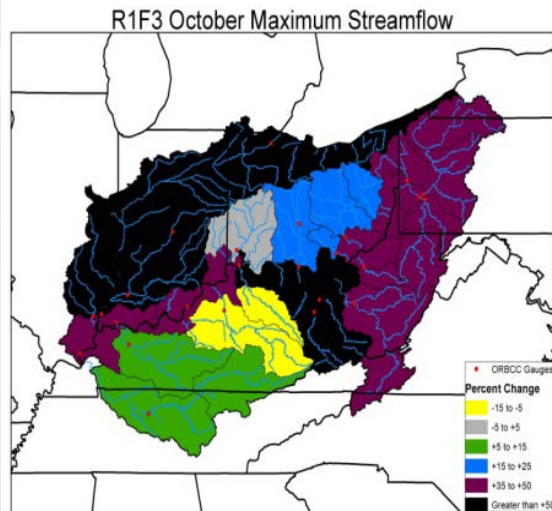 R1F3 October Maximum Streamflow
ORBCC Gauges
Percent Change
-15 to -5
-5 to +5
+5 to +15
+15 to +25
+35 to +50
Greater than +50